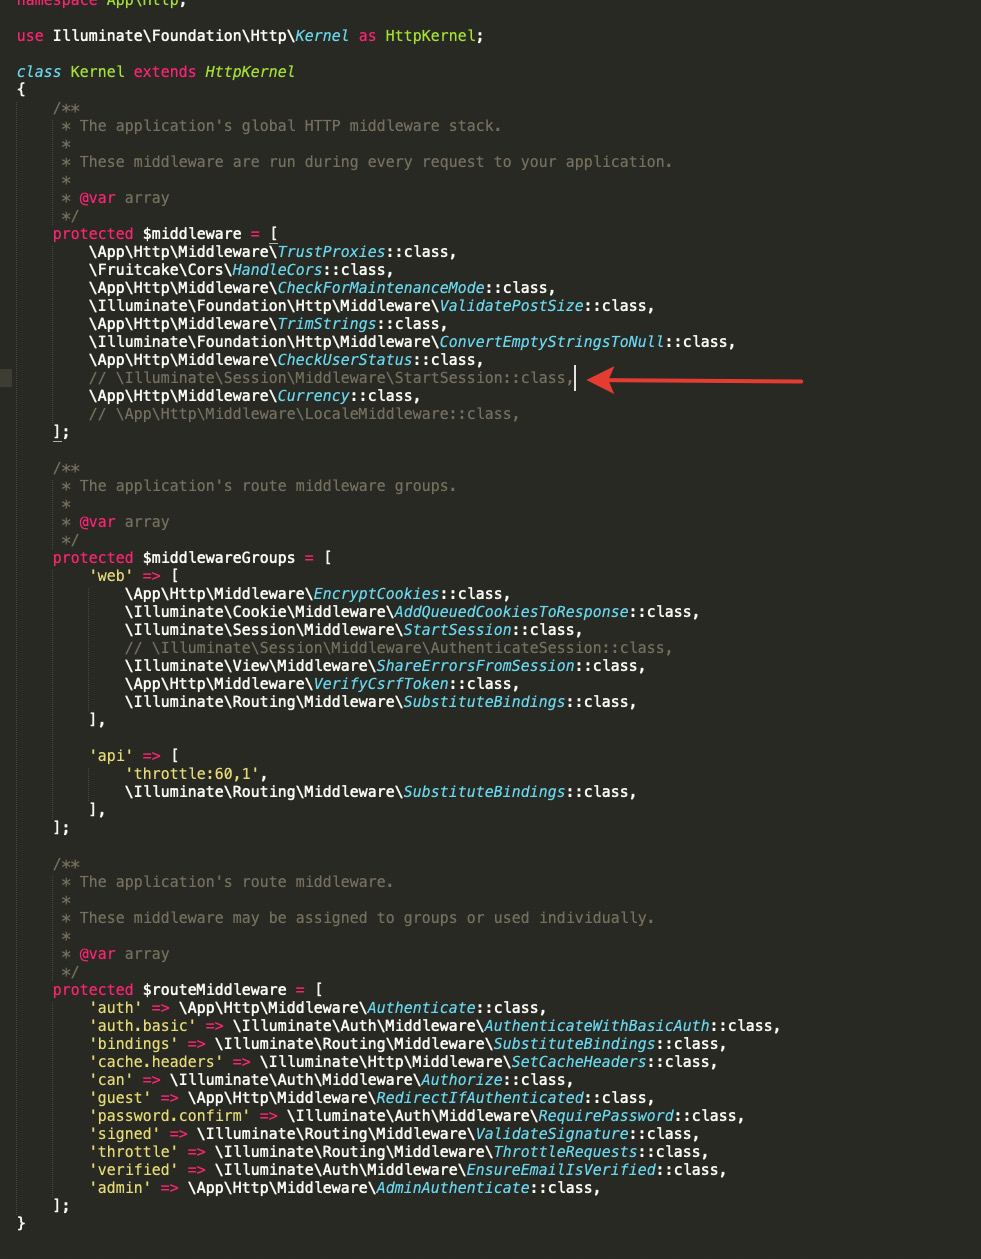 namespace App\Http;
use Illuminate\Foundation\Http\Kernel as HttpKernel;
class Kernel extends HttpKernel
{
/**
* The application's global HTTP middleware stack.
*
* These middleware are run during every request to your application.
*
* @var array
*/
protected $middleware = [
\App\Http\Middleware\TrustProxies::class,
\Fruitcake\Cors\HandleCors::class,
\App\Http\Middleware\CheckForMaintenanceMode::class,
\Illuminate\Foundation\Http\Middleware\ValidatePostSize::class,
\App\Http\Middleware\TrimStrings::class,
\Illuminate\Foundation\Http\Middleware\ConvertEmptyStringsToNull::class,
\App\Http\Middleware\CheckUserStatus::class,
// \Illuminate\Session\Middleware\StartSession::class,
\App\Http\Middleware\Currency::class,
// \App\Http\Middleware\LocaleMiddleware::class,
];
/**
* The application's route middleware groups.
*
* @var array
*/
protected $middlewareGroups = [
'web' => [
\App\Http\Middleware\EncryptCookies::class,
\Illuminate\Cookie\Middleware\AddQueuedCookiesToResponse::class,
\Illuminate\Session\Middleware\StartSession::class,
// \Illuminate\Session\Middleware\AuthenticateSession::class,
\Illuminate\View\Middleware\ShareErrorsFromSession::class,
\App\Http\Middleware\VerifyCsrfToken::class,
\Illuminate\Routing\Middleware\SubstituteBindings::class,
],
'api' => [
'throttle:60,1',
\Illuminate\Routing\Middleware\SubstituteBindings::class,
],
];
/**
* The application's route middleware.
*
* These middleware may be assigned to groups or used individually.
*
* @var array
*/
protected $routeMiddleware = [
'auth' => \App\Http\Middleware\Authenticate::class,
'auth.basic' => \Illuminate\Auth\Middleware\AuthenticateWithBasicAuth::class,
'bindings' => \Illuminate\Routing\Middleware\SubstituteBindings::class,
'cache.headers' => \Illuminate\Http\Middleware\SetCacheHeaders::class,
'can' => \Illuminate\Auth\Middleware\Authorize::class,
'guest' => \App\Http\Middleware\RedirectIfAuthenticated::class,
'password.confirm' => \Illuminate\Auth\Middleware\RequirePassword::class,
'signed' => \Illuminate\Routing\Middleware\ValidateSignature::class,
'throttle' => \Illuminate\Routing\Middleware\ThrottleRequests::class,
'verified' => \Illuminate\Auth\Middleware\EnsureEmailIsVerified::class,
'admin' => \App\Http\Middleware\AdminAuthenticate::class,
];
}